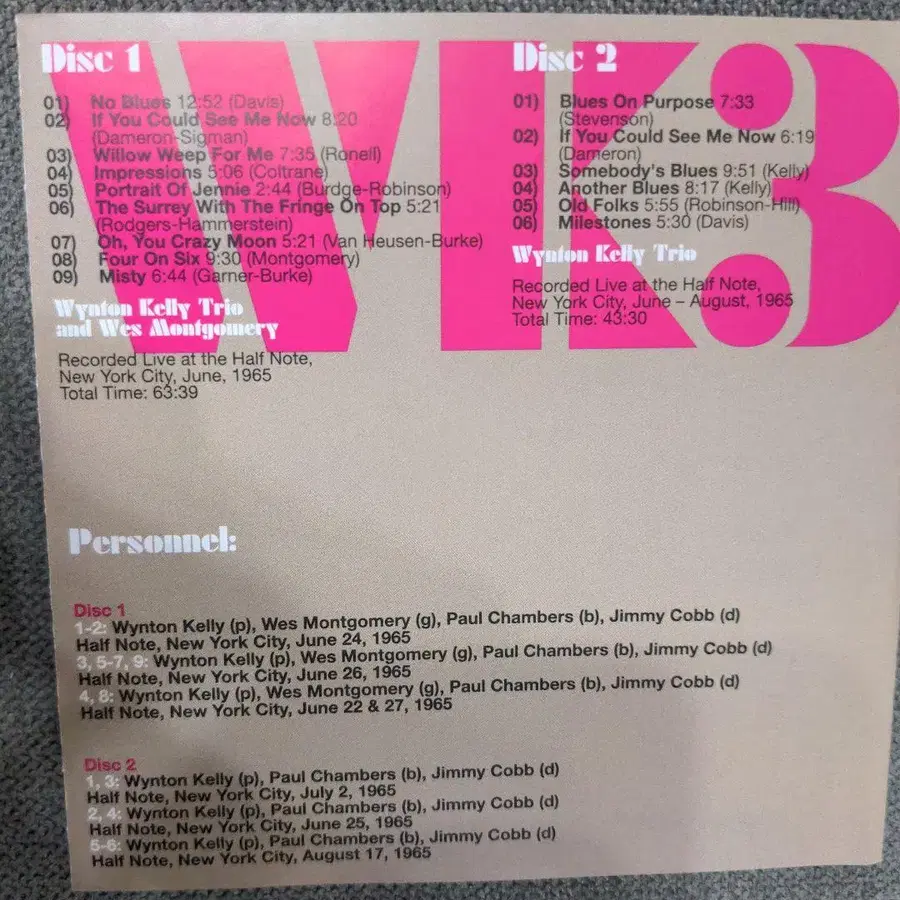 WK3
Disc 1
01) No Blues 12:52 (Davis)
02) If You Could See Me Now 8:20
(Dameron-Sigman)
03) Willow Weep For Me 7:35 (Ronell)
04) Impressions 5:06 (Coltrane)
05) Portrait Of Jennie 2:44 (Burdge-Robinson)
06) The Surrey With The Fringe On Top 5:21
(Rodgers-Hammerstein)
07) Oh, You Crazy Moon 5:21 (Van Heusen-Burke)
08) Four On Six 9:30 (Montgomery)
09) Misty 6:44 (Garner-Burke)
Wynton Kelly Trio
and Wes Montgomery
Recorded Live at the Half Note,
New York City, June, 1965
Total Time: 63:39
Disc 2
01) Blues On Purpose 7:33
(Stevenson)
02) If You Could See Me Now 6:19
(Dameron)
03) Somebody's Blues 9:51 (Kelly)
04) Another Blues 8:17 (Kelly)
05) Old Folks 5:55 (Robinson-Hill)
06) Milestones 5:30 (Davis)
Wynton Kelly Trio
Recorded Live at the Half Note,
New York City, June – August, 1965
Total Time: 43:30
Personnel:
Disc 1
1-2: Wynton Kelly (p), Wes Montgomery (g), Paul Chambers (b), Jimmy Cobb (d)
Half Note, New York City, June 24, 1965
3, 5-7, 9: Wynton Kelly (p), Wes Montgomery (g), Paul Chambers (b), Jimmy Cobb (d)
Half Note, New York City, June 26, 1965
4, 8: Wynton Kelly (p), Wes Montgomery (g), Paul Chambers (b), Jimmy Cobb (d)
Half Note, New York City, June 22 & 27, 1965
Disc 2
1, 3: Wynton Kelly (p), Paul Chambers (b), Jimmy Cobb (d)
Half Note, New York City, July 2, 1965
2, 4: Wynton Kelly (p), Paul Chambers (b), Jimmy Cobb (d)
Half Note, New York City, June 25, 1965
5-6: Wynton Kelly (p), Paul Chambers (b), Jimmy Cobb (d)
Half Note, New York City, August 17, 1965